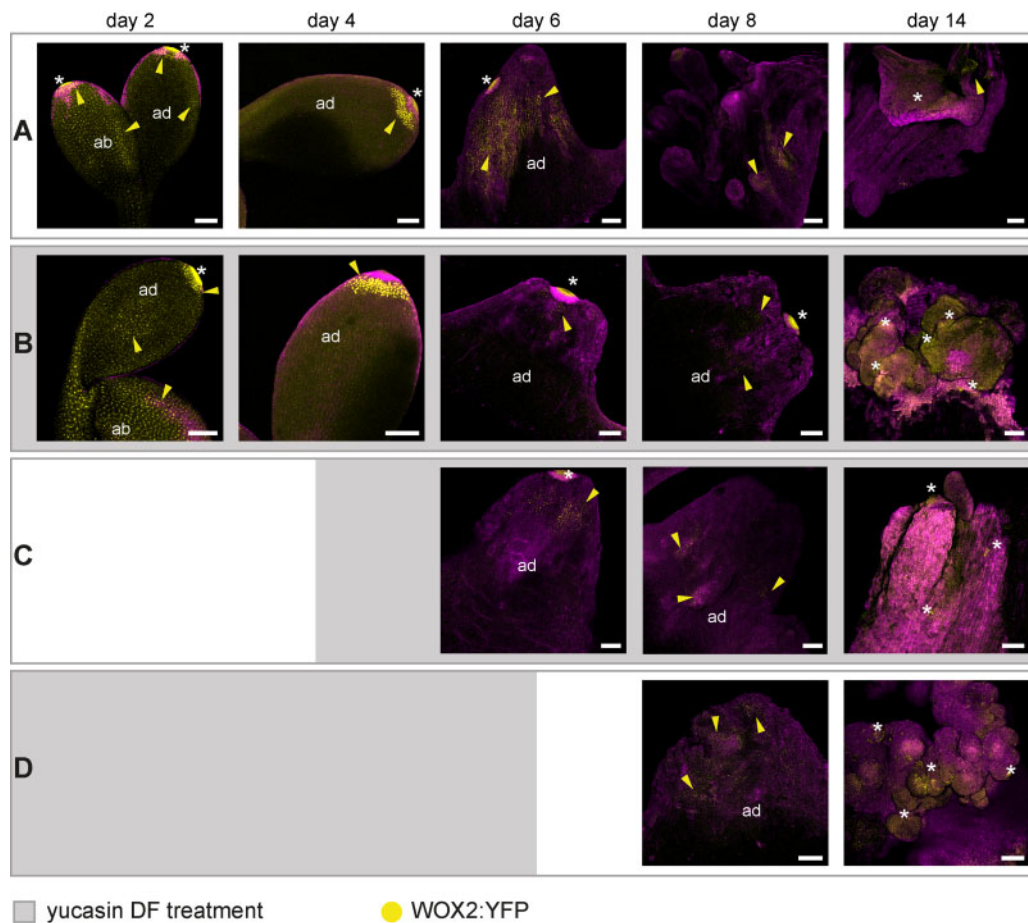 day 2 day 4 day 6 day 8 day 14
A * * ab ad ad * * ad *
B ad * ab ad * ad * ad * * * * *
C * ad ad * * *
D ad * * * *
yucasin DF treatment WOX2:YFP